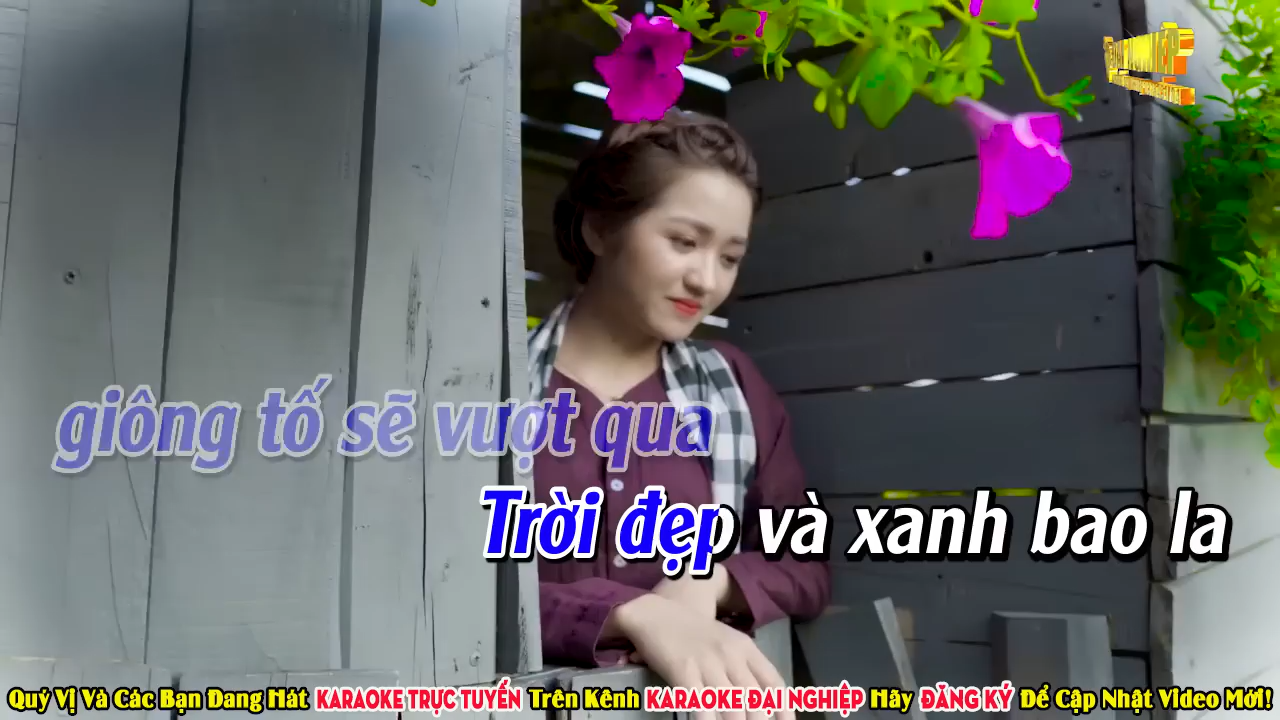 giông tố sẽ vượt qua
Trời đẹp và xanh bao la
Quý Vị Và Các Bạn Đang Hát KARAOKE TRỰC TUYẾN Trên Kênh KARAOKE ĐẠI NGHIỆP Hãy ĐĂNG KÝ Để Cập Nhật Video Mới!